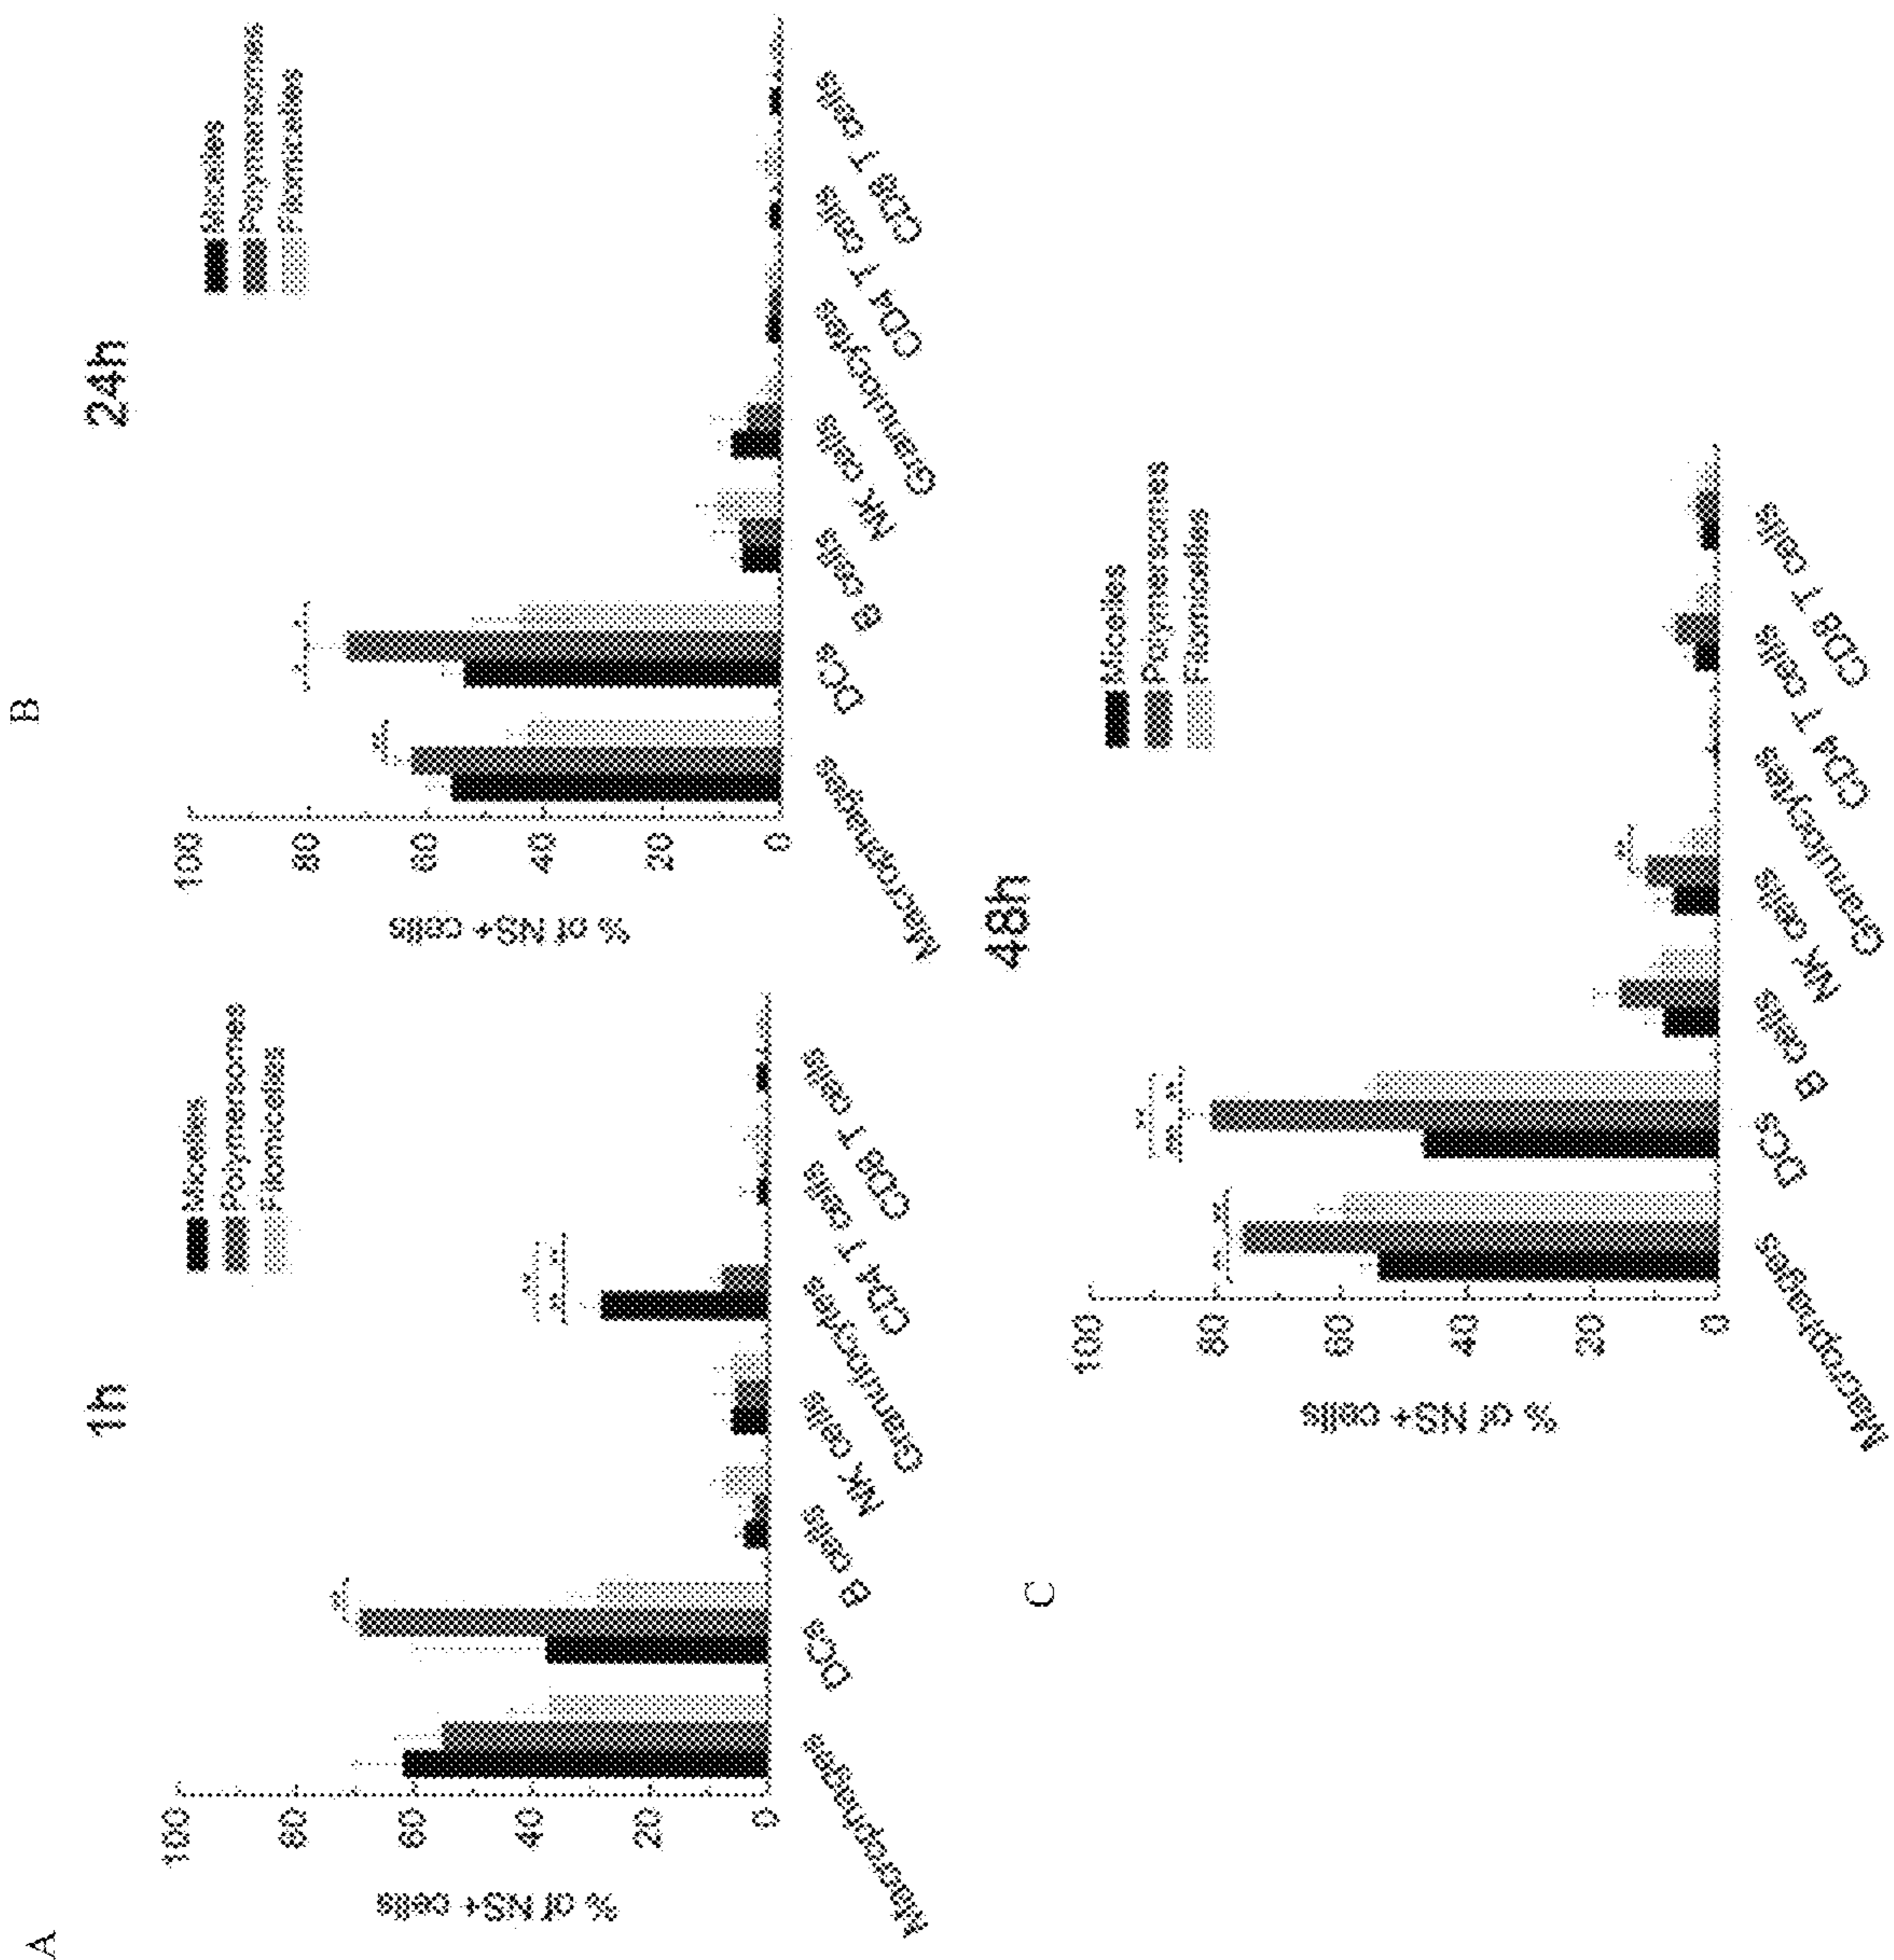 A
1h
Micelles
Polymersomes
Filomicelles
% of NS+ cells
100
80
60
40
20
0
Macrophages
DCs
B cells
NK cells
Granulocytes
CD4 T cells
CD8 T cells
B
24h
Micelles
Polymersomes
Filomicelles
% of NS+ cells
100
80
60
40
20
0
Macrophages
DCs
B cells
NK cells
Granulocytes
CD4 T cells
CD8 T cells
C
48h
Micelles
Polymersomes
Filomicelles
% of NS+ cells
100
80
60
40
20
0
Macrophages
DCs
B cells
NK cells
Granulocytes
CD4 T cells
CD8 T cells